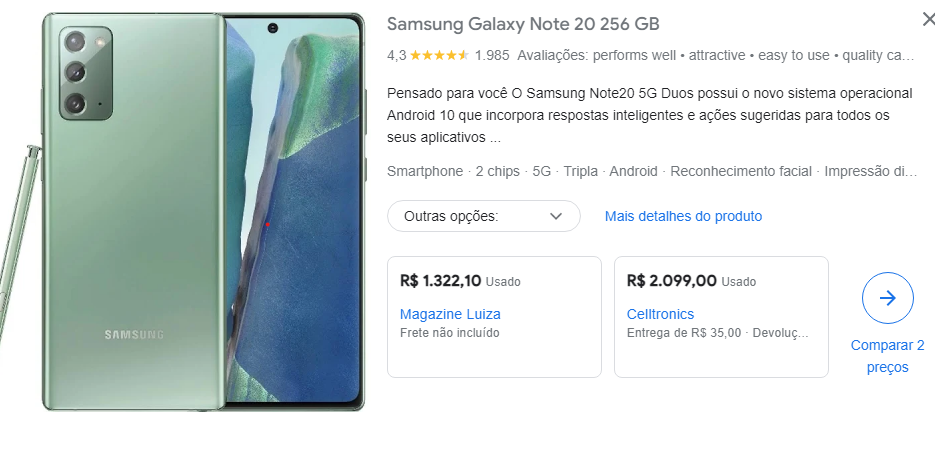 Samsung Galaxy Note 20 256 GB
4,3 1.985 Avaliações: performs well • attractive • easy to use • quality ca…
Pensado para você O Samsung Note20 5G Duos possui o novo sistema operacional
Android 10 que incorpora respostas inteligentes e ações sugeridas para todos os
seus aplicativos ...
Smartphone · 2 chips · 5G · Tripla · Android · Reconhecimento facial · Impressão di…
Outras opções:
Mais detalhes do produto
R$ 1.322,10 Usado
Magazine Luiza
Frete não incluído
R$ 2.099,00 Usado
Celltronics
Entrega de R$ 35,00 · Devoluç…
Comparar 2
preços
SAMSUNG